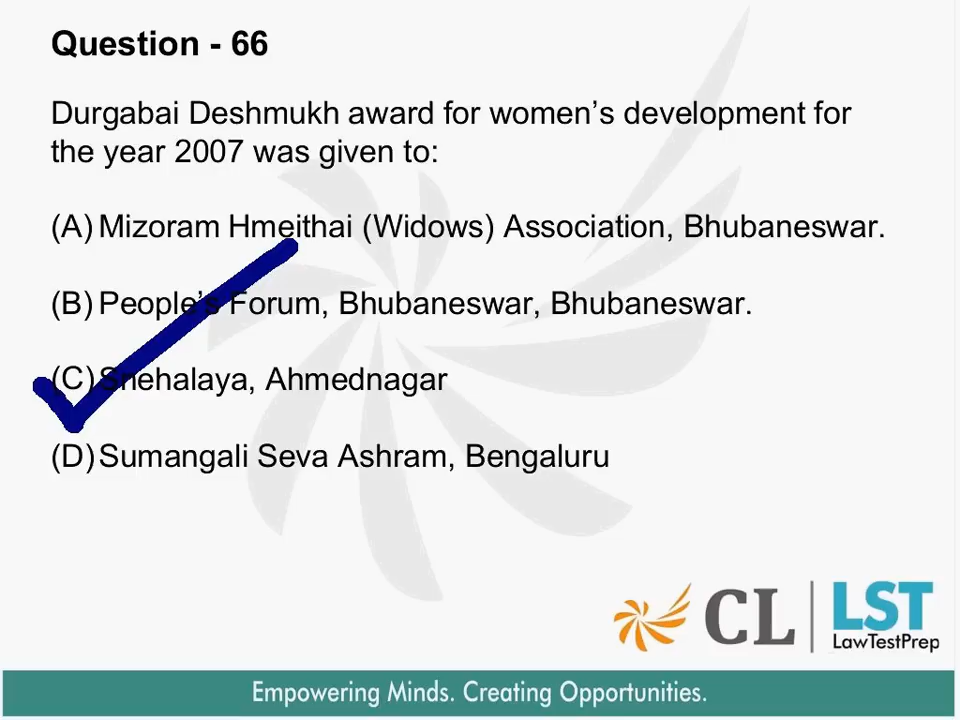 Question - 66
Durgabai Deshmukh award for women’s development for
the year 2007 was given to:
(A) Mizoram Hmeithai (Widows) Association, Bhubaneswar.
(B) People’s Forum, Bhubaneswar, Bhubaneswar.
(C) Snehalaya, Ahmednagar
(D) Sumangali Seva Ashram, Bengaluru
CL LST
LawTestPrep
Empowering Minds. Creating Opportunities.